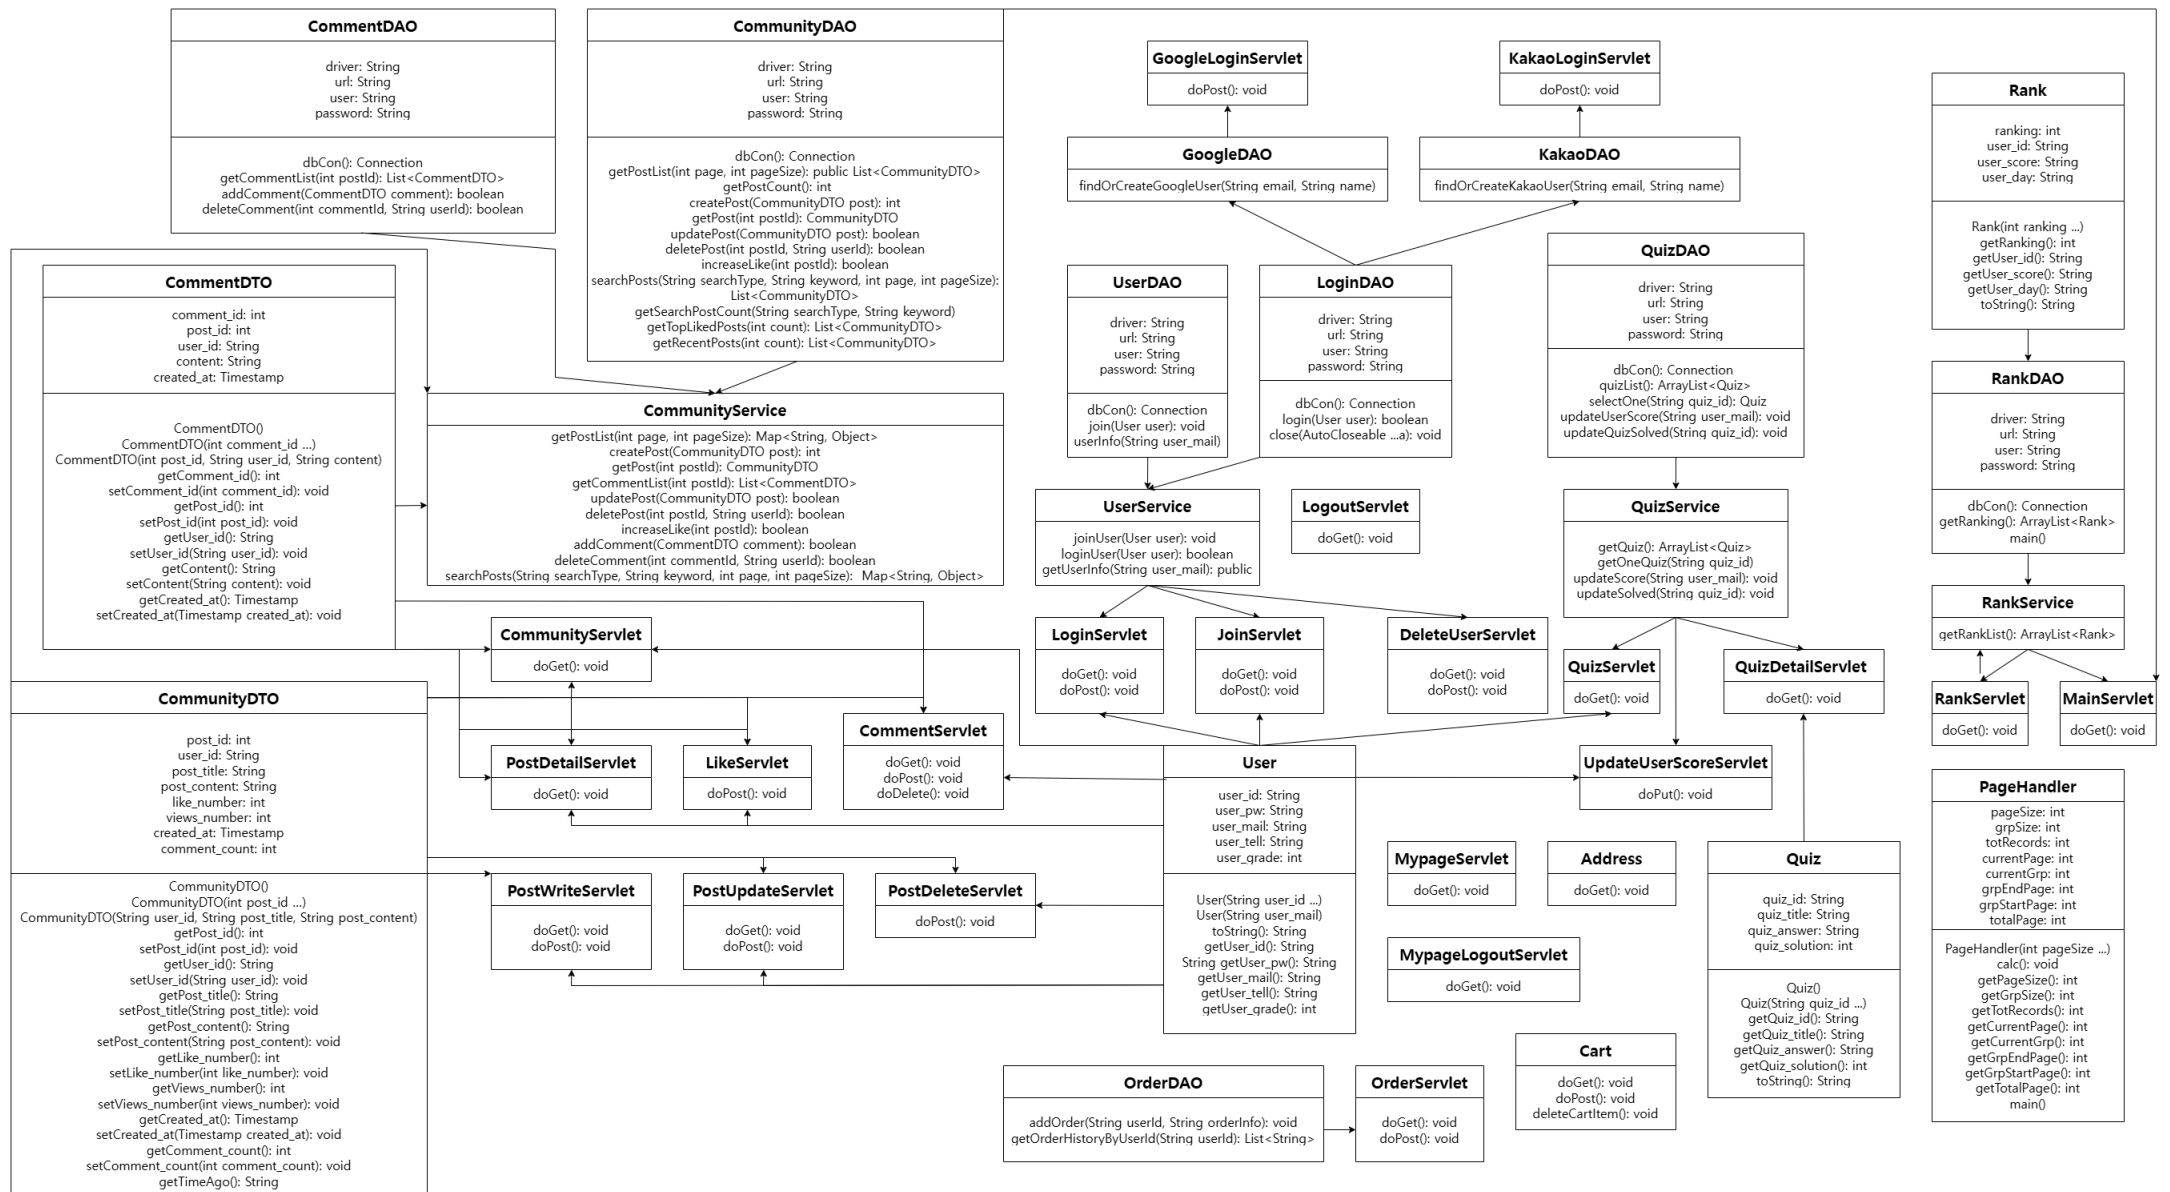 CommentDAO
driver: String
url: String
user: String
password: String
dbCon(): Connection
getCommentList(int postId): List<CommentDTO>
addComment(CommentDTO comment): boolean
deleteComment(int commentId, String userId): boolean
CommunityDAO
driver: String
url: String
user: String
password: String
dbCon(): Connection
getPostList(int page, int pageSize): public List<CommunityDTO>
getPostCount(): int
createPost(CommunityDTO post): int
getPost(int postId): CommunityDTO
updatePost(CommunityDTO post): boolean
deletePost(int postId, String userId): boolean
increaseLike(int postId): boolean
searchPosts(String searchType, String keyword, int page, int pageSize):
List<CommunityDTO>
getSearchPostCount(String searchType, String keyword)
getTopLikedPosts(int count): List<CommunityDTO>
getRecentPosts(int count): List<CommunityDTO>
GoogleLoginServlet
doPost(): void
KakaoLoginServlet
doPost(): void
GoogleDAO
findOrCreateGoogleUser(String email, String name)
KakaoDAO
findOrCreateKakaoUser(String email, String name)
Rank
ranking: int
user_id: String
user_score: String
user_day: String
Rank(int ranking ...)
getRanking(): int
getUser_id(): String
getUser_score(): String
getUser_day(): String
toString(): String
CommentDTO
comment_id: int
post_id: int
user_id: String
content: String
created_at: Timestamp
CommentDTO()
CommentDTO(int comment_id ...)
CommentDTO(int post_id, String user_id, String content)
getComment_id(): int
setComment_id(int comment_id): void
getPost_id(): int
setPost_id(int post_id): void
getUser_id(): String
setUser_id(String user_id): void
getContent(): String
setContent(String content): void
getCreated_at(): Timestamp
setCreated_at(Timestamp created_at): void
UserDAO
driver: String
url: String
user: String
password: String
dbCon(): Connection
join(User user): void
userInfo(String user_mail)
LoginDAO
driver: String
url: String
user: String
password: String
dbCon(): Connection
login(User user): boolean
close(AutoCloseable ...a): void
QuizDAO
driver: String
url: String
user: String
password: String
dbCon(): Connection
quizList(): ArrayList<Quiz>
selectOne(String quiz_id): Quiz
updateUserScore(String user_mail): void
updateQuizSolved(String quiz_id): void
RankDAO
driver: String
url: String
user: String
password: String
dbCon(): Connection
getRanking(): ArrayList<Rank>
main()
CommunityService
getPostList(int page, int pageSize): Map<String, Object>
createPost(CommunityDTO post): int
getPost(int postId): CommunityDTO
getCommentList(int postId): List<CommentDTO>
updatePost(CommunityDTO post): boolean
deletePost(int postId, String userId): boolean
increaseLike(int postId): boolean
addComment(CommentDTO comment): boolean
deleteComment(int commentId, String userId): boolean
searchPosts(String searchType, String keyword, int page, int pageSize): Map<String, Object>
UserService
joinUser(User user): void
loginUser(User user): boolean
getUserInfo(String user_mail): public
LogoutServlet
doGet(): void
QuizService
getQuiz(): ArrayList<Quiz>
getOneQuiz(String quiz_id)
updateScore(String user_mail): void
updateSolved(String quiz_id): void
RankService
getRankList(): ArrayList<Rank>
CommunityServlet
doGet(): void
LoginServlet
doGet(): void
doPost(): void
JoinServlet
doGet(): void
doPost(): void
DeleteUserServlet
doGet(): void
doPost(): void
QuizServlet
doGet(): void
QuizDetailServlet
doGet(): void
RankServlet
doGet(): void
MainServlet
doGet(): void
CommunityDTO
post_id: int
user_id: String
post_title: String
post_content: String
like_number: int
views_number: int
created_at: Timestamp
comment_count: int
CommunityDTO()
CommunityDTO(int post_id ...)
CommunityDTO(String user_id, String post_title, String post_content)
getPost_id(): int
setPost_id(int post_id): void
getUser_id(): String
setUser_id(String user_id): void
getPost_title(): String
setPost_title(String post_title): void
getPost_content(): String
setPost_content(String post_content): void
getLike_number(): int
setLike_number(int like_number): void
getViews_number(): int
setViews_number(int views_number): void
getCreated_at(): Timestamp
setCreated_at(Timestamp created_at): void
getComment_count(): int
setComment_count(int comment_count): void
getTimeAgo(): String
PostDetailServlet
doGet(): void
LikeServlet
doPost(): void
CommentServlet
doGet(): void
doPost(): void
doDelete(): void
User
user_id: String
user_pw: String
user_mail: String
user_tell: String
user_grade: int
User(String user_id ...)
User(String user_mail)
toString(): String
getUser_id(): String
String getUser_pw(): String
getUser_mail(): String
getUser_tell(): String
getUser_grade(): int
UpdateUserScoreServlet
doPut(): void
PageHandler
pageSize: int
grpSize: int
totRecords: int
currentPage: int
currentGrp: int
grpEndPage: int
grpStartPage: int
totalPage: int
PageHandler(int pageSize ...)
calc(): void
getPageSize(): int
getGrpSize(): int
getTotRecords(): int
getCurrentPage(): int
getCurrentGrp(): int
getGrpEndPage(): int
getGrpStartPage(): int
getTotalPage(): int
main()
PostWriteServlet
doGet(): void
doPost(): void
PostUpdateServlet
doGet(): void
doPost(): void
PostDeleteServlet
doPost(): void
MypageServlet
doGet(): void
Address
doGet(): void
Quiz
quiz_id: String
quiz_title: String
quiz_answer: String
quiz_solution: int
Quiz()
Quiz(String quiz_id ...)
getQuiz_id(): String
getQuiz_title(): String
getQuiz_answer(): String
getQuiz_solution(): int
toString(): String
MypageLogoutServlet
doGet(): void
Cart
doGet(): void
doPost(): void
deleteCartItem(): void
OrderDAO
addOrder(String userId, String orderInfo): void
getOrderHistoryByUserId(String userId): List<String>
OrderServlet
doGet(): void
doPost(): void